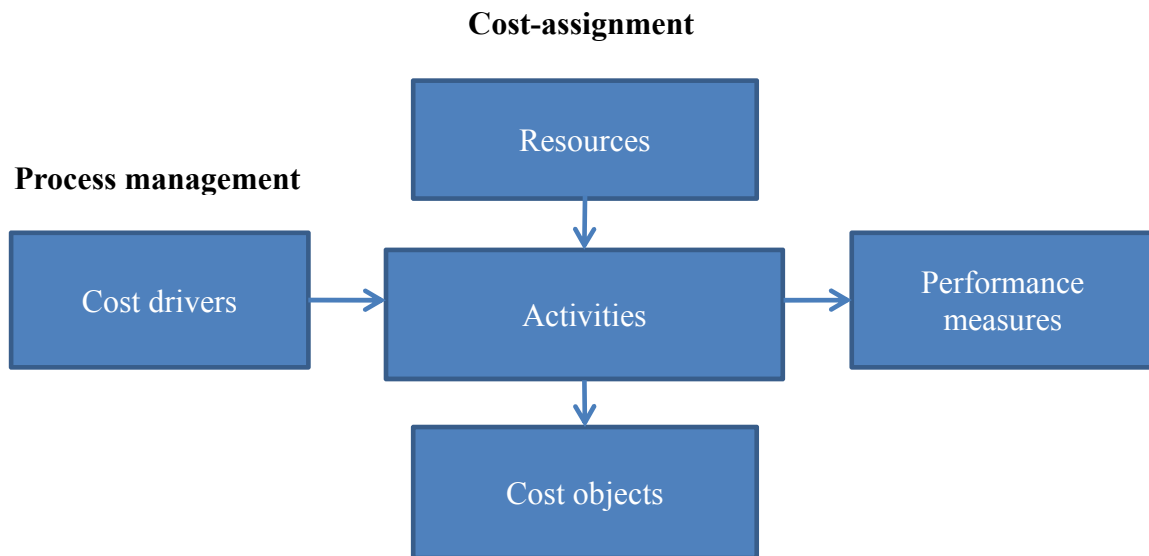 Cost-assignment
Resources
Process management
Cost drivers
Activities
Performance
measures
Cost objects